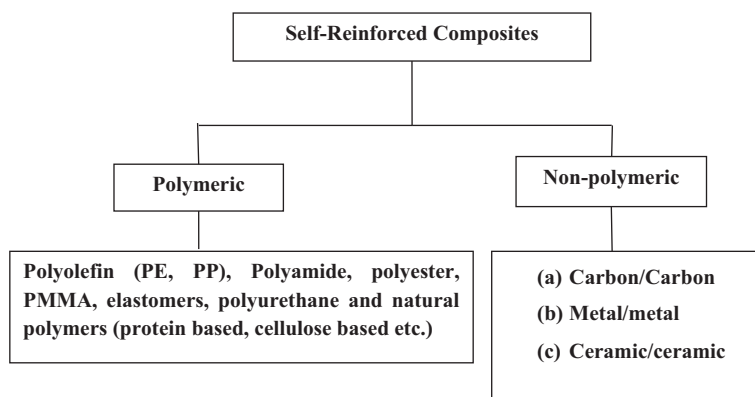 Self-Reinforced Composites
Polymeric
Non-polymeric
Polyolefin (PE, PP), Polyamide, polyester,
PMMA, elastomers, polyurethane and natural
polymers (protein based, cellulose based etc.)
(a) Carbon/Carbon
(b) Metal/metal
(c) Ceramic/ceramic